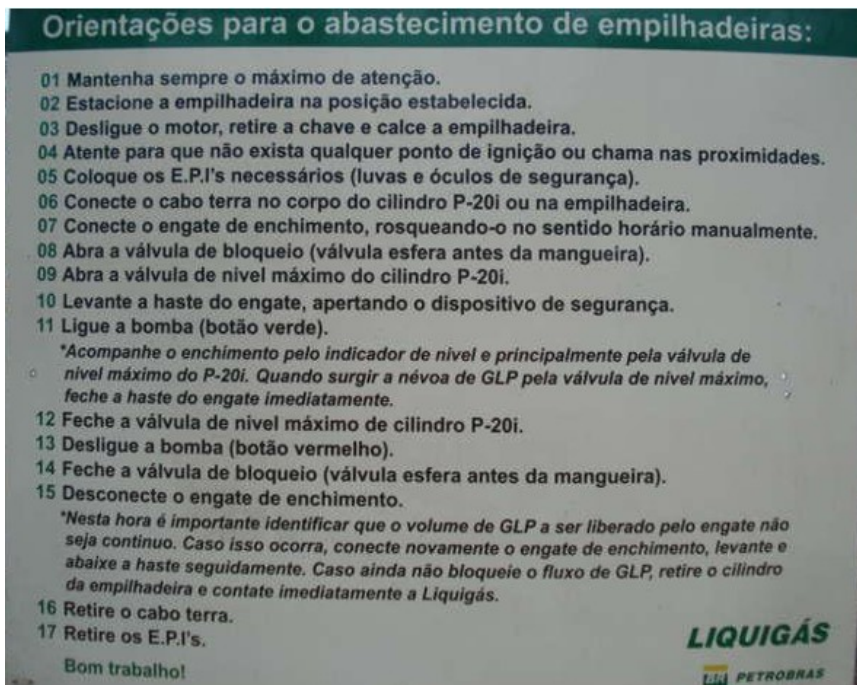 Orientações para o abastecimento de empilhadeiras:
01 Mantenha sempre o máximo de atenção.
02 Estacione a empilhadeira na posição estabelecida.
03 Desligue o motor, retire a chave e calce a empilhadeira.
04 Atente para que não exista qualquer ponto de ignição ou chama nas proximidades.
05 Coloque os E.P.I's necessários (luvas e óculos de segurança).
06 Conecte o cabo terra no corpo do cilindro P-20i ou na empilhadeira.
07 Conecte o engate de enchimento, rosqueando-o no sentido horário manualmente.
08 Abra a válvula de bloqueio (válvula esfera antes da mangueira).
09 Abra a válvula de nivel máximo do cilindro P-20i.
10 Levante a haste do engate, apertando o dispositivo de segurança.
11 Ligue a bomba (botão verde).
*Acompanhe o enchimento pelo indicador de nivel e principalmente pela válvula de
nivel máximo do P-20i. Quando surgir a névoa de GLP pela válvula de nivel máximo,
feche a haste do engate imediatamente.
12 Feche a válvula de nivel máximo de cilindro P-20i.
13 Desligue a bomba (botão vermelho).
14 Feche a válvula de bloqueio (válvula esfera antes da mangueira).
15 Desconecte o engate de enchimento.
*Nesta hora é importante identificar que o volume de GLP a ser liberado pelo engate não
seja continuo. Caso isso ocorra, conecte novamente o engate de enchimento, levante e
abaixe a haste seguidamente. Caso ainda não bloqueie o fluxo de GLP, retire o cilindro
da empilhadeira e contate imediatamente a Liquigás.
16 Retire o cabo terra.
17 Retire os E.P.I's.
Bom trabalho!
LIQUIGÁS
BR PETROBRAS